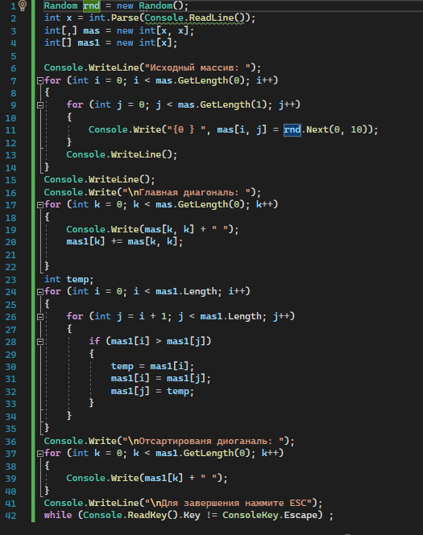 1 Random rnd = new Random();
2 int x = int.Parse(Console.ReadLine());
3 int[,] mas = new int[x, x];
4 int[] mas1 = new int[x];
5
6 Console.WriteLine("Исходный массив: ");
7 for (int i = 0; i < mas.GetLength(0); i++)
8 {
9 for (int j = 0; j < mas.GetLength(1); j++)
10 {
11 Console.Write("{0 } ", mas[i, j] = rnd.Next(0, 10));
12 }
13 Console.WriteLine();
14 }
15 Console.WriteLine();
16 Console.Write("\nГлавная диагональ: ");
17 for (int k = 0; k < mas.GetLength(0); k++)
18 {
19 Console.Write(mas[k, k] + " ");
20 mas1[k] += mas[k, k];
21
22 }
23 int temp;
24 for (int i = 0; i < mas1.Length; i++)
25 {
26 for (int j = i + 1; j < mas1.Length; j++)
27 {
28 if (mas1[i] > mas1[j])
29 {
30 temp = mas1[i];
31 mas1[i] = mas1[j];
32 mas1[j] = temp;
33 }
34 }
35 }
36 Console.Write("\nОтсартированя диогналь: ");
37 for (int k = 0; k < mas1.GetLength(0); k++)
38 {
39 Console.Write(mas1[k] + " ");
40 }
41 Console.WriteLine("\nДля завершения нажмите ESC");
42 while (Console.ReadKey().Key != ConsoleKey.Escape) ;